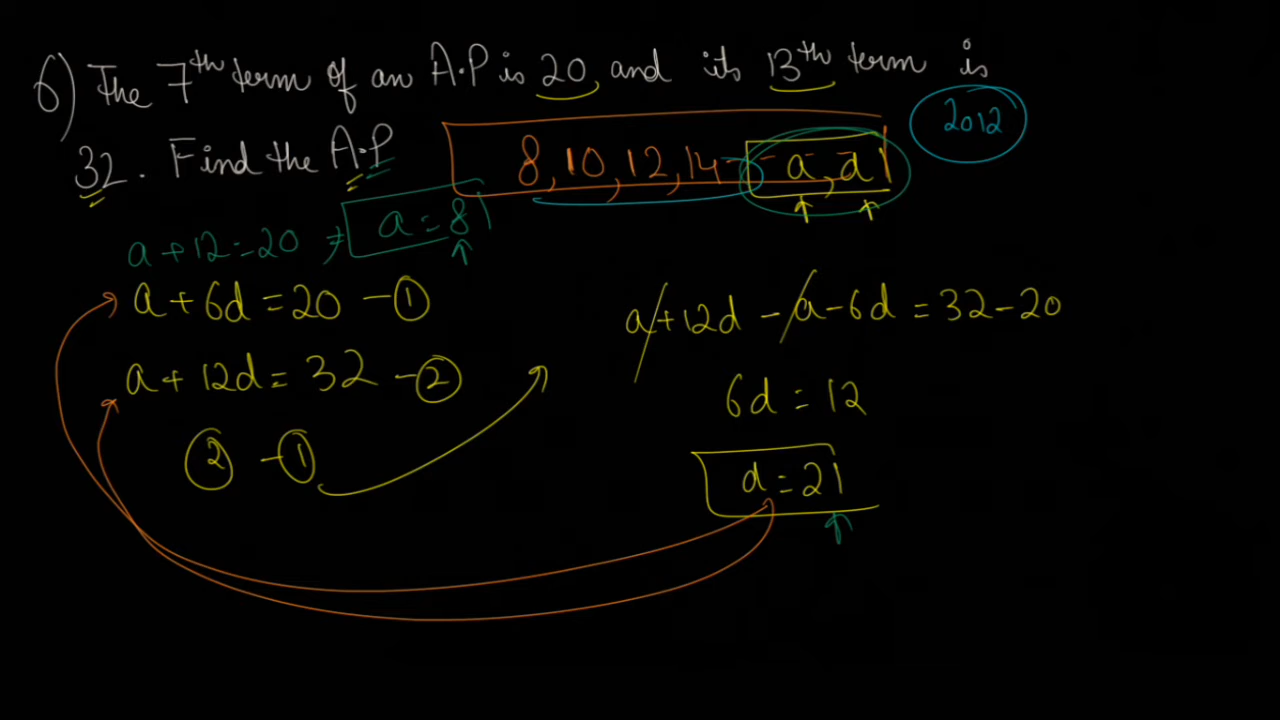 6) The 7th term of an A.P is 20, and its 13th term is
32. Find the A.P
2012
8, 10, 12, 14 - - a, d
a + 12 = 20 ⇒ a = 8
a + 6d = 20 - ①
a + 12d = 32 - ②
② - ①
a + 12d - a - 6d = 32 - 20
6d = 12
d = 2